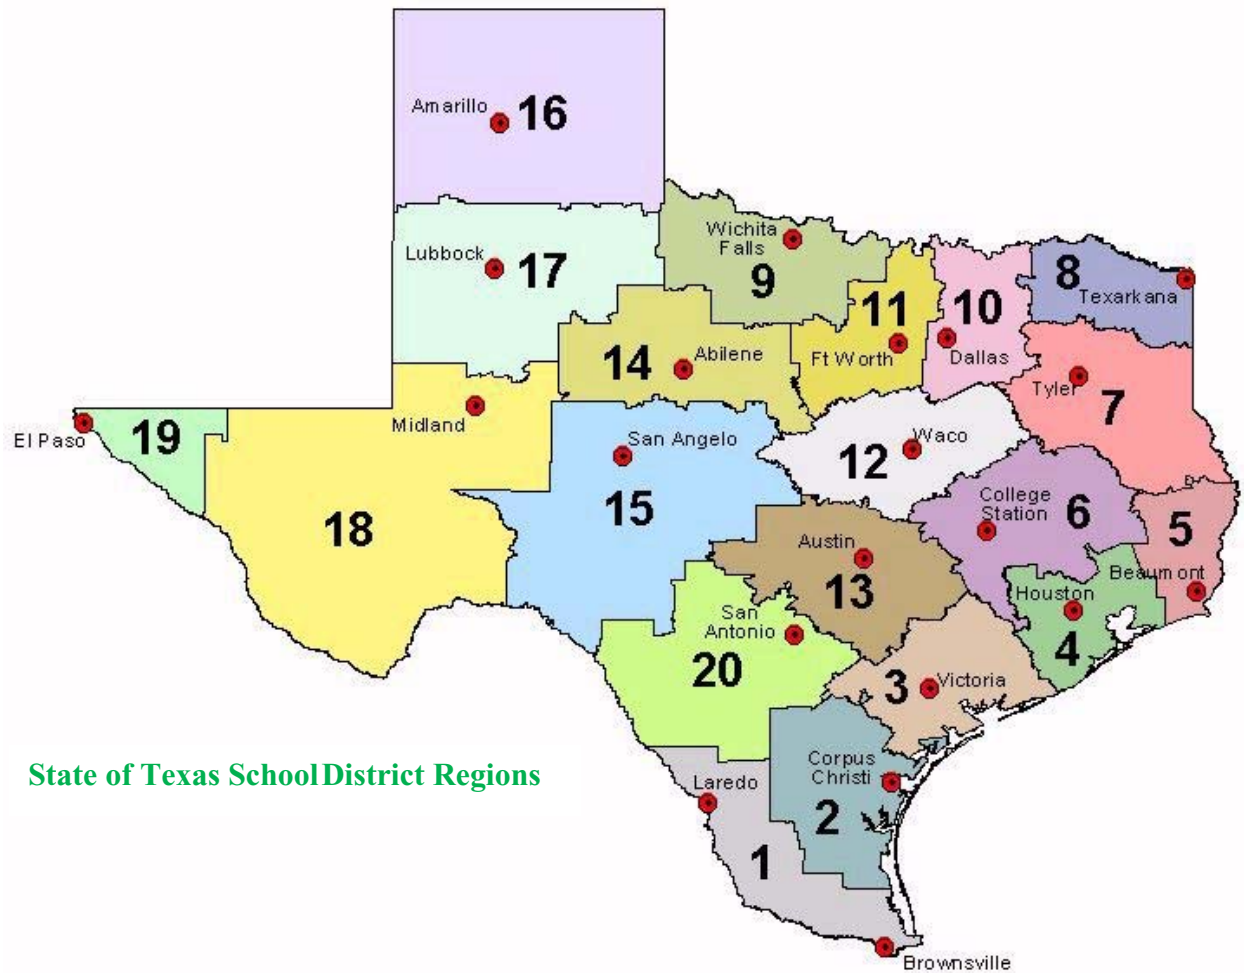 Amarillo
16
Lubbock
17
Wichita
Falls
9
11
Ft Worth
10
Dallas
8
Texarkana
14
Abilene
Tyler
7
El Paso
19
Midland
18
San Angelo
15
12
Waco
College
Station
6
5
Beaumont
Austin
13
Houston
4
San
Antonio
20
3
Victoria
State of Texas School District Regions
Laredo
1
Corpus
Christi
2
Brownsville